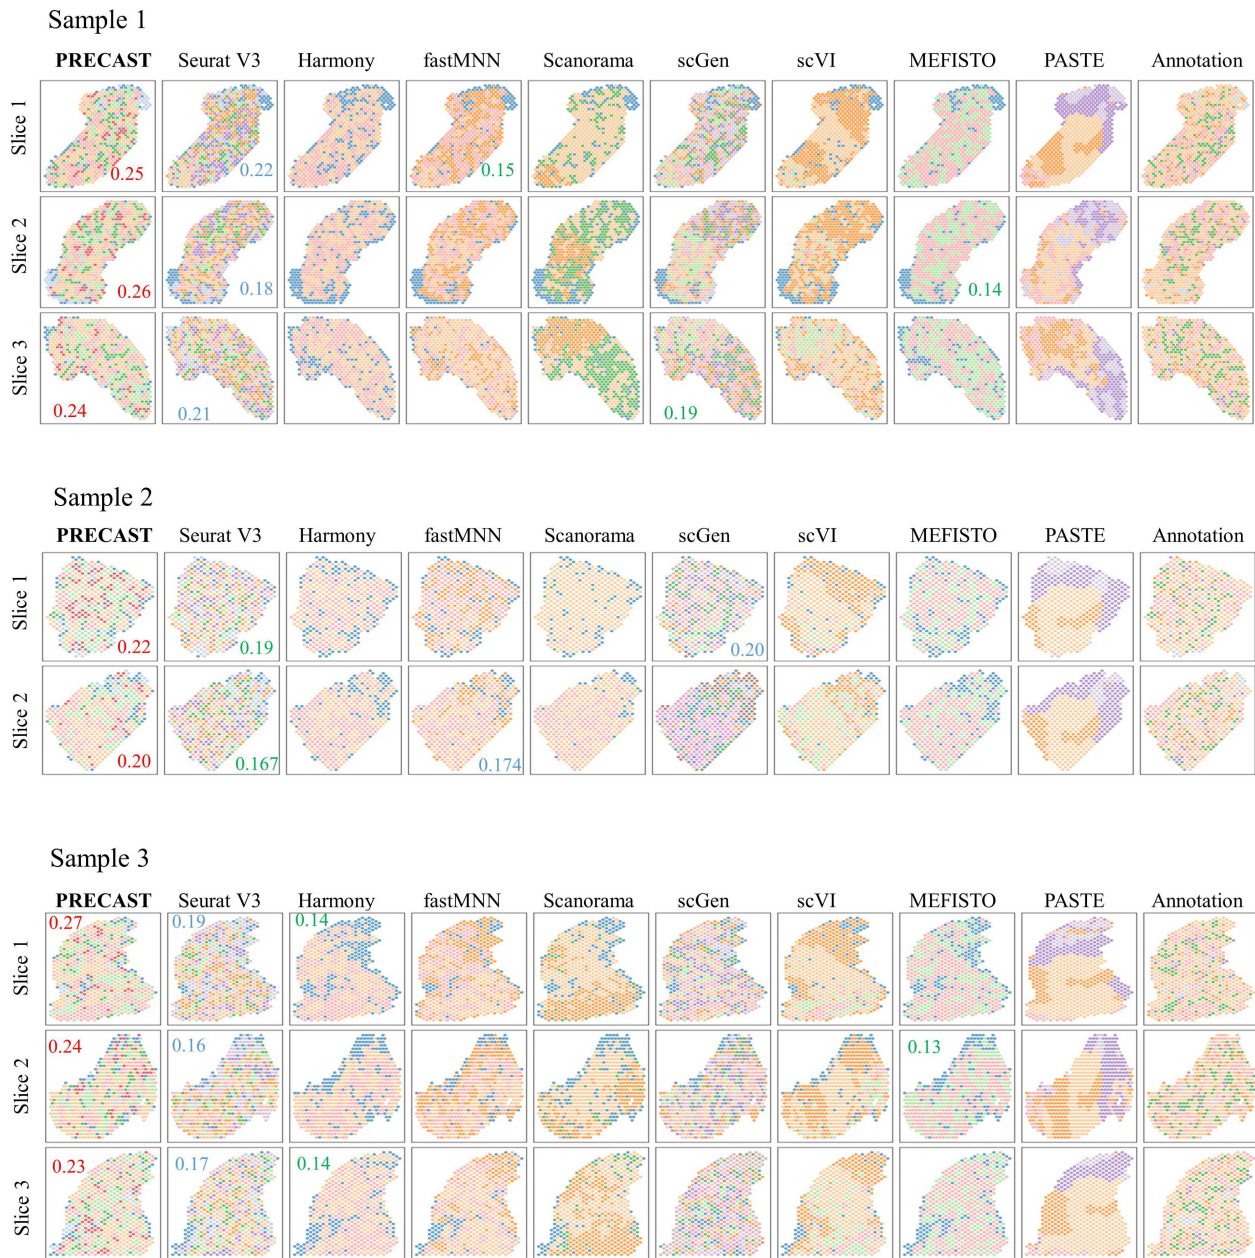 Sample 1
PRECAST Seurat V3 Harmony fastMNN Scanorama scGen scVI MEFISTO PASTE Annotation
Slice 1
0.25 0.22 0.15
Slice 2
0.26 0.18 0.14
Slice 3
0.24 0.21 0.19
Sample 2
PRECAST Seurat V3 Harmony fastMNN Scanorama scGen scVI MEFISTO PASTE Annotation
Slice 1
0.22 0.19 0.20
Slice 2
0.20 0.167 0.174
Sample 3
PRECAST Seurat V3 Harmony fastMNN Scanorama scGen scVI MEFISTO PASTE Annotation
Slice 1
0.27 0.19 0.14
Slice 2
0.24 0.16 0.13
Slice 3
0.23 0.17 0.14